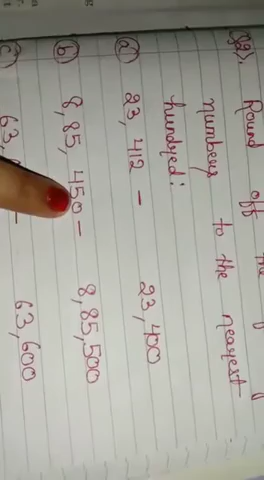 Q2). Round off the
numbers to the nearest
hundred:
(a) 23,412 - 23,400
(b) 8,85,450 - 8,85,500
(c) 63, - 63,600